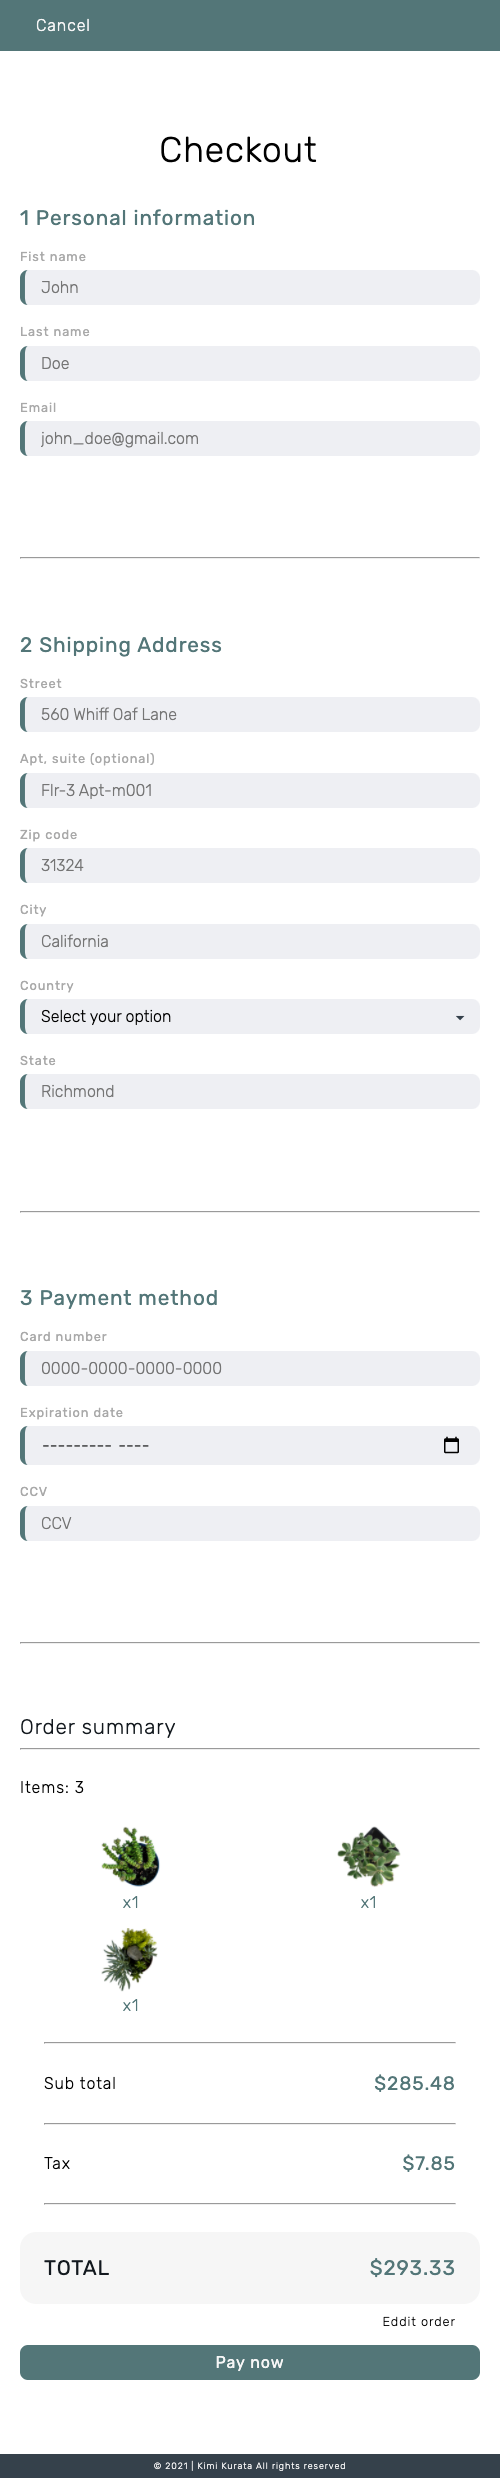 Cancel
Checkout
1 Personal information
Fist name
John
Last name
Doe
Email
john_doe@gmail.com
2 Shipping Address
Street
560 Whiff Oaf Lane
Apt, suite (optional)
Flr-3 Apt-m001
Zip code
31324
City
California
Country
Select your option
State
Richmond
3 Payment method
Card number
0000-0000-0000-0000
Expiration date
--------- ----
CCV
CCV
Order summary
Items: 3
x1 x1
x1
Sub total $285.48
Tax $7.85
TOTAL $293.33
Eddit order
Pay now
© 2021 | Kimi Kurata All rights reserved